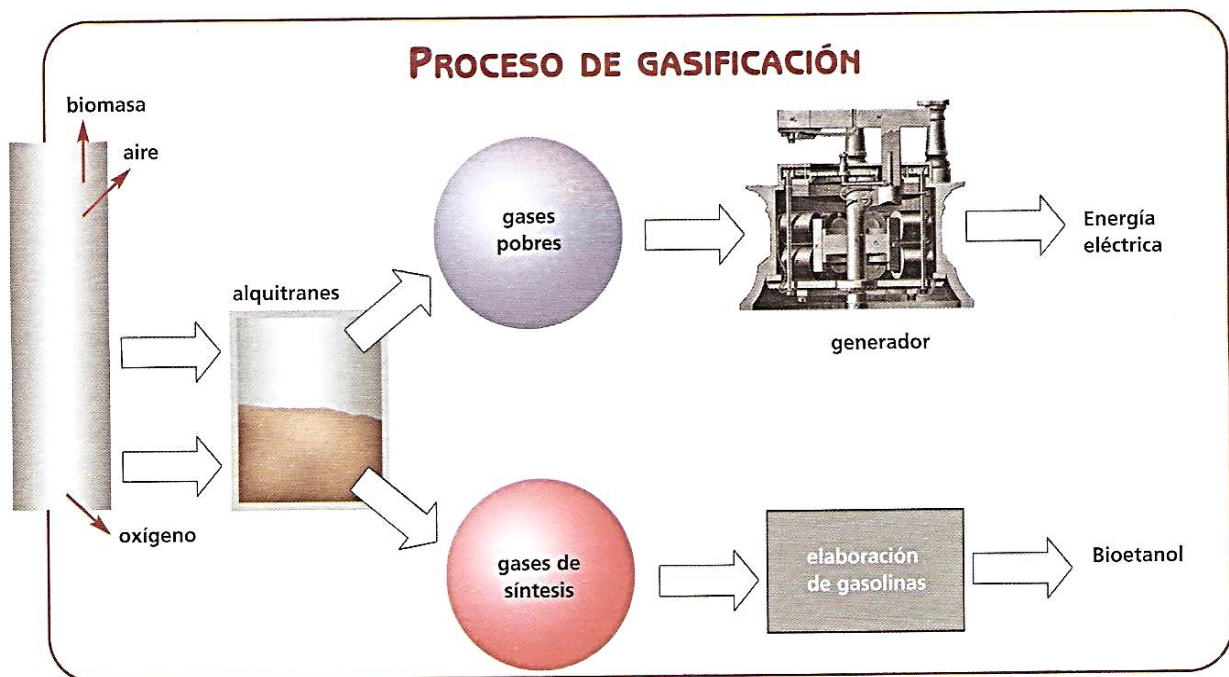 PROCESO DE GASIFICACIÓN
biomasa
aire
alquitranes
oxígeno
gases
pobres
generador
Energía
eléctrica
gases de
síntesis
elaboración
de gasolinas
Bioetanol